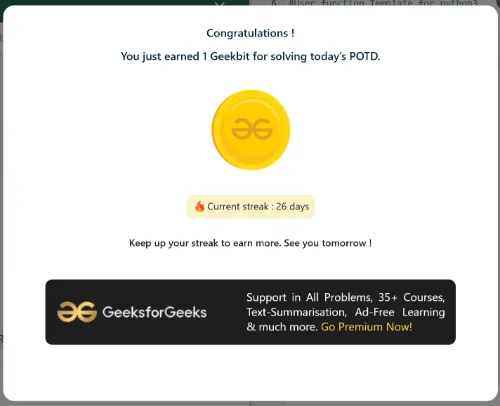 6 #User function Template for python3
Congratulations !
You just earned 1 Geekbit for solving today's POTD.
Current streak : 26 days
Keep up your streak to earn more. See you tomorrow !
GeeksforGeeks
Support in All Problems, 35+ Courses,
Text-Summarisation, Ad-Free Learning
& much more. Go Premium Now!